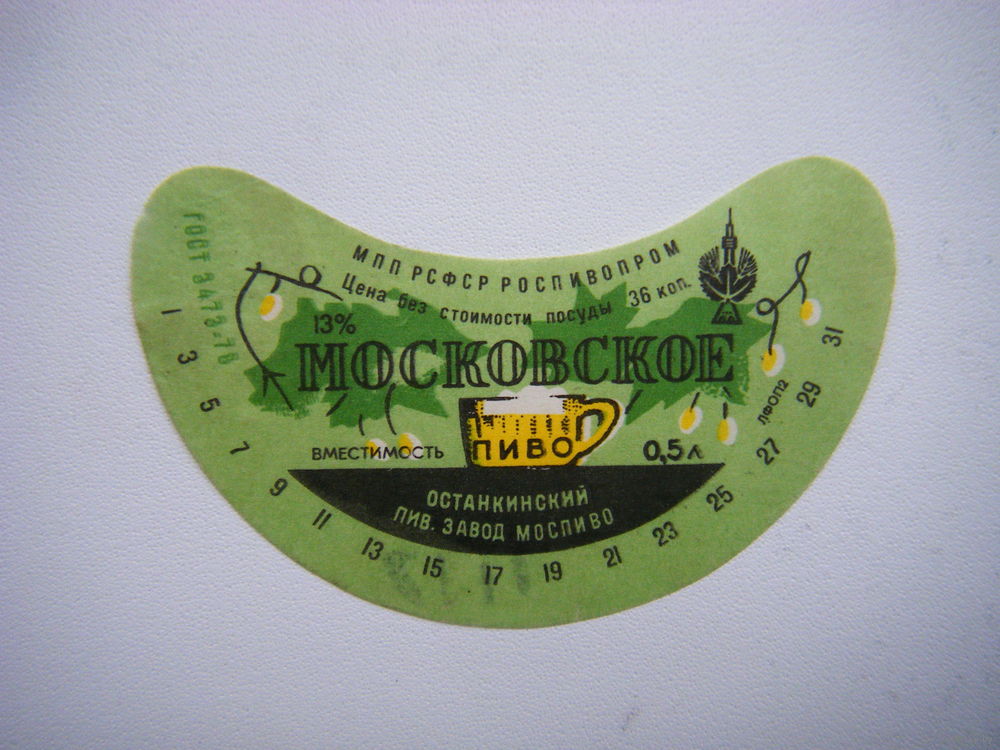 МПП РСФСР РОСПИВОПРОМ
Цена без стоимости посуды 36 коп.
13%
МОСКОВСКОЕ
ПИВО
ВМЕСТИМОСТЬ
0,5л
ОСТАНКИНСКИЙ
ПИВ. ЗАВОД МОСПИВО
ГОСТ 3473-78
1 3 5 7 9 11 13 15 17 19 21 23 25 27 29 31
ЛФОП2